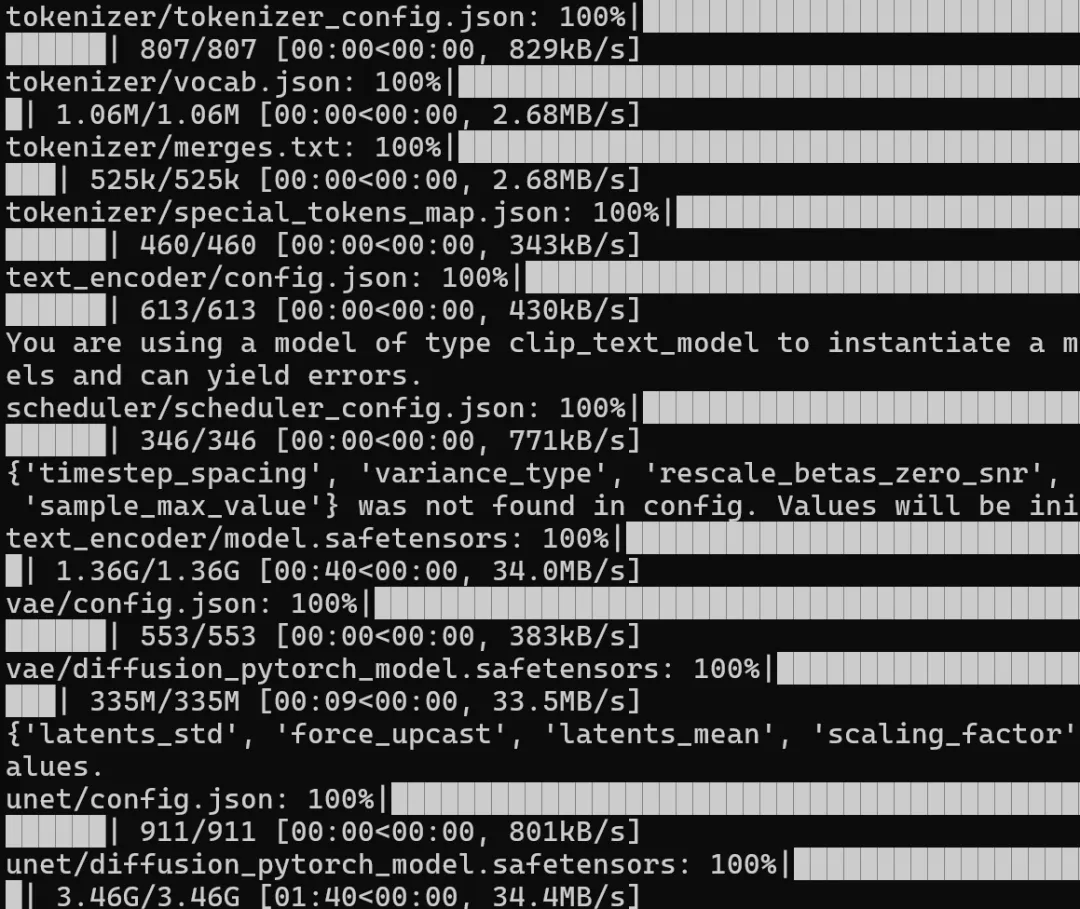 tokenizer/tokenizer_config.json: 100%|
| 807/807 [00:00<00:00, 829kB/s]
tokenizer/vocab.json: 100%|
| 1.06M/1.06M [00:00<00:00, 2.68MB/s]
tokenizer/merges.txt: 100%|
| 525k/525k [00:00<00:00, 2.68MB/s]
tokenizer/special_tokens_map.json: 100%|
| 460/460 [00:00<00:00, 343kB/s]
text_encoder/config.json: 100%|
| 613/613 [00:00<00:00, 430kB/s]
You are using a model of type clip_text_model to instantiate a m
els and can yield errors.
scheduler/scheduler_config.json: 100%|
| 346/346 [00:00<00:00, 771kB/s]
{'timestep_spacing', 'variance_type', 'rescale_betas_zero_snr',
'sample_max_value'} was not found in config. Values will be ini
text_encoder/model.safetensors: 100%|
| 1.36G/1.36G [00:40<00:00, 34.0MB/s]
vae/config.json: 100%|
| 553/553 [00:00<00:00, 383kB/s]
vae/diffusion_pytorch_model.safetensors: 100%|
| 335M/335M [00:09<00:00, 33.5MB/s]
{'latents_std', 'force_upcast', 'latents_mean', 'scaling_factor'
alues.
unet/config.json: 100%|
| 911/911 [00:00<00:00, 801kB/s]
unet/diffusion_pytorch_model.safetensors: 100%|
| 3.46G/3.46G [01:40<00:00, 34.4MB/s]